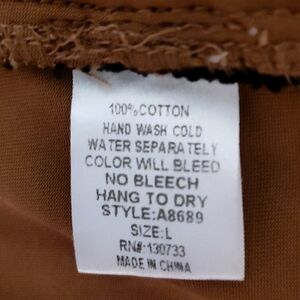 100% COTTON
HAND WASH COLD
WATER SEPARATELY
COLOR WILL BLEED
NO BLEECH
HANG TO DRY
STYLE:A8689
SIZE:L
RN#:130733
MADE IN CHINA